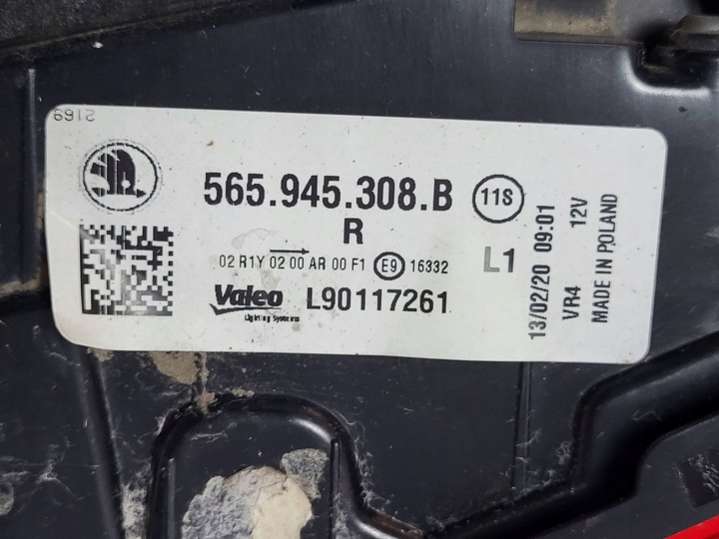 2169
565.945.308.B 11S
R
02 R1Y 02 00 AR 00 F1 E9 16332 L1
Valeo L90117261
Lighting Systems
13/02/20 09:01
VR4 12V
MADE IN POLAND